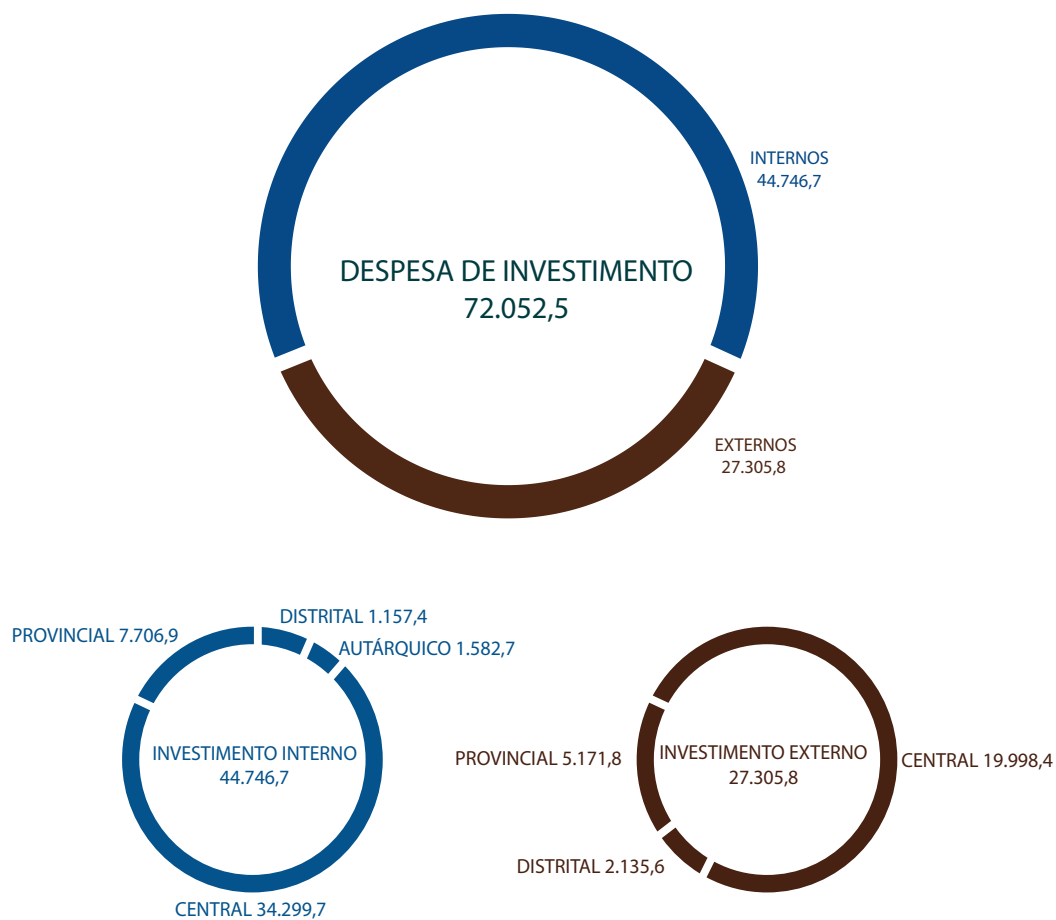 INTERNOS
44.746,7
DESPESA DE INVESTIMENTO
72.052,5
EXTERNOS
27.305,8
DISTRITAL 1.157,4
PROVINCIAL 7.706,9
AUTÁRQUICO 1.582,7
INVESTIMENTO INTERNO
44.746,7
CENTRAL 34.299,7
PROVINCIAL 5.171,8
INVESTIMENTO EXTERNO
27.305,8
CENTRAL 19.998,4
DISTRITAL 2.135,6